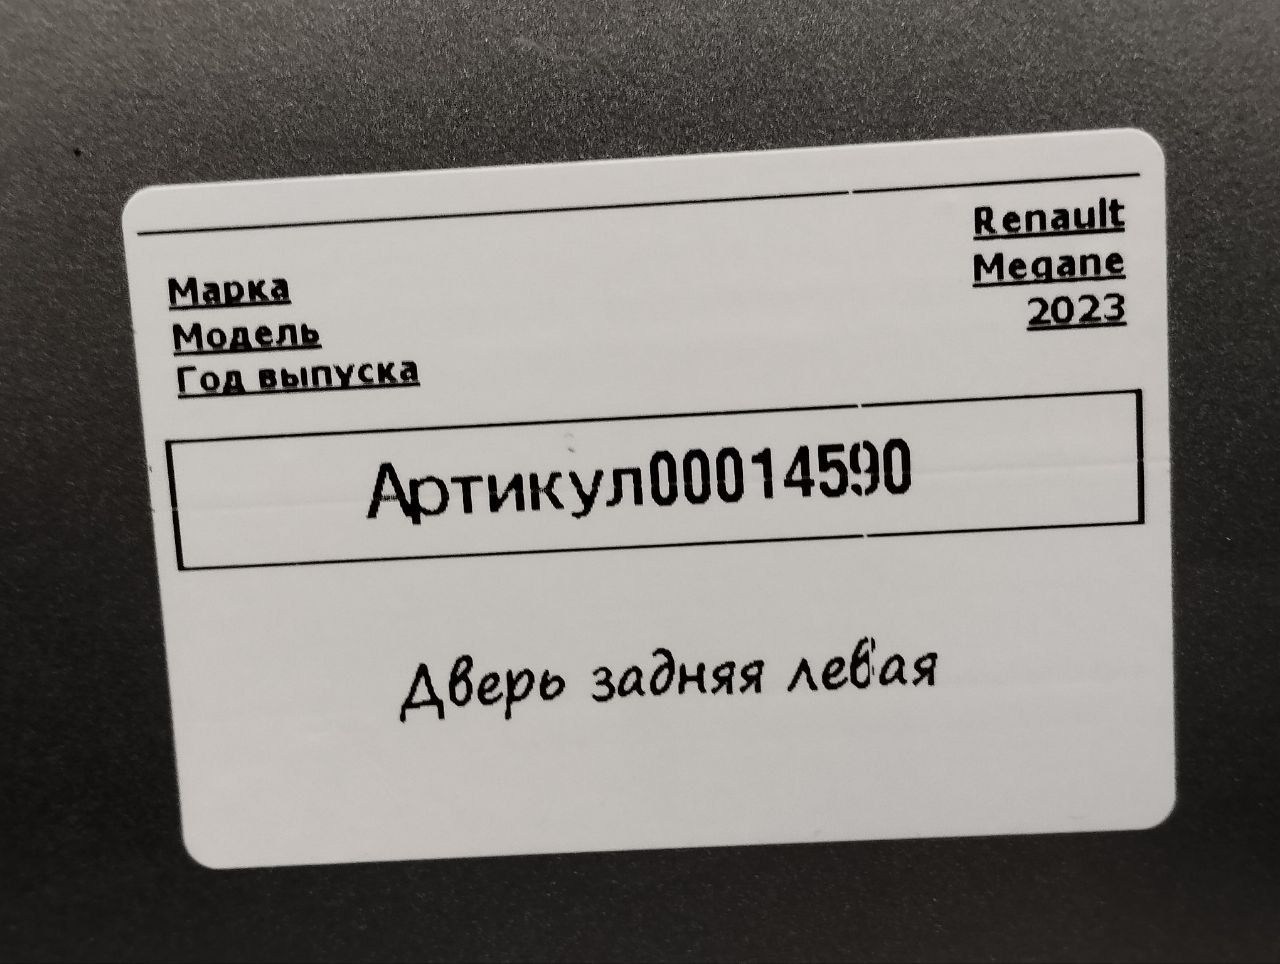 Марка Renault
Модель Megane
Год выпуска 2023
Артикул00014590
Дверь задняя левая